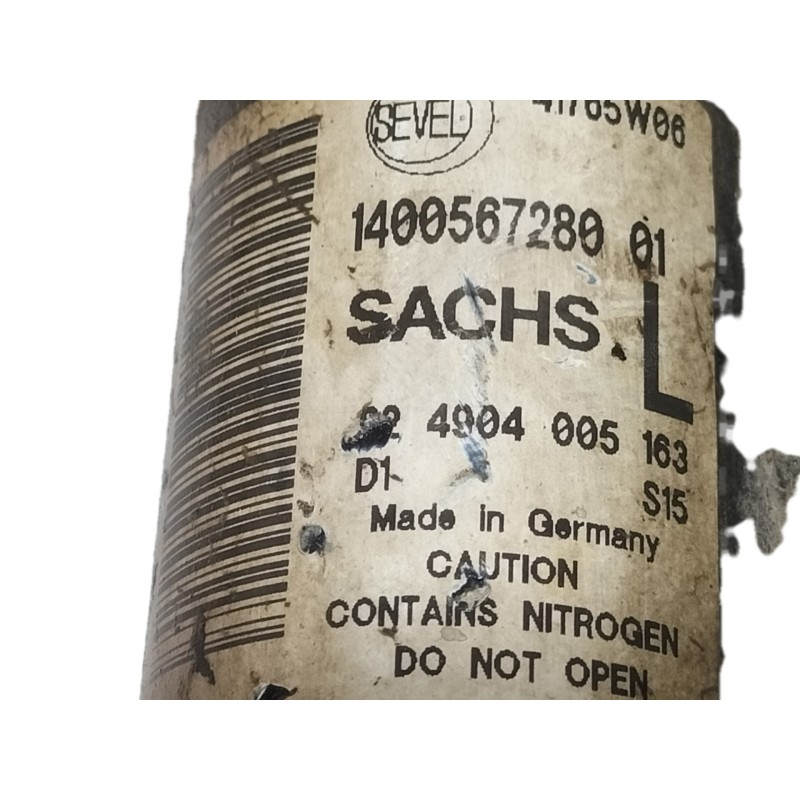 SEVEL
1400567280 01
SACHS L
4904 005 163
D1 S15
Made in Germany
CAUTION
CONTAINS NITROGEN
DO NOT OPEN